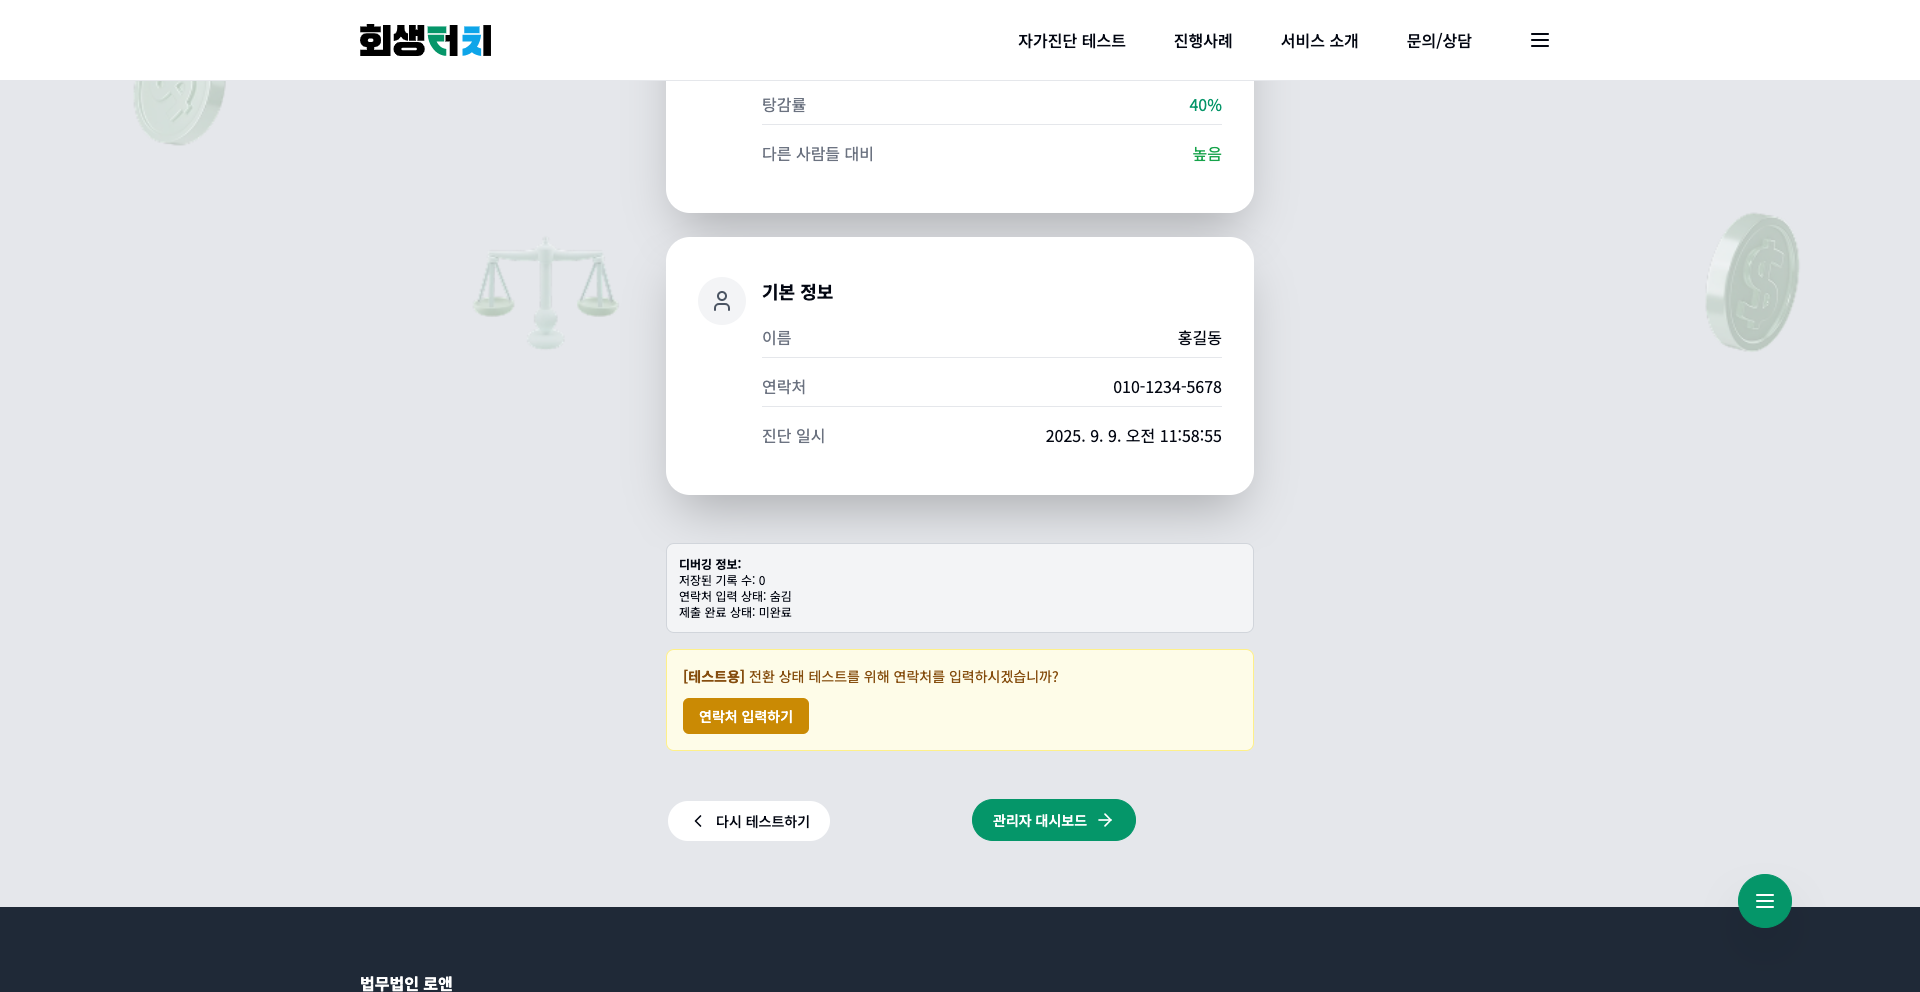 회생터치
자가진단 테스트
진행사례
서비스 소개
문의/상담
탕감률
40%
다른 사람들 대비
높음
기본 정보
이름
홍길동
연락처
010-1234-5678
진단 일시
2025. 9. 9. 오전 11:58:55
디버깅 정보:
저장된 기록 수: 0
연락처 입력 상태: 숨김
제출 완료 상태: 미완료
[테스트용] 전환 상태 테스트를 위해 연락처를 입력하시겠습니까?
연락처 입력하기
다시 테스트하기
관리자 대시보드
법무법인 로앤